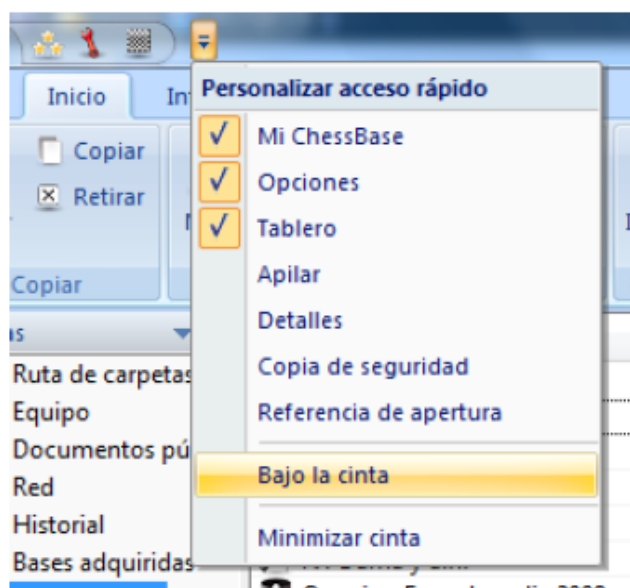 Inicio
Personalizar acceso rápido
Mi ChessBase
Opciones
Tablero
Apilar
Detalles
Copia de seguridad
Referencia de apertura
Bajo la cinta
Minimizar cinta
Copiar
Retirar
Copiar
Ruta de carpetas
Equipo
Documentos pú
Red
Historial
Bases adquiridas